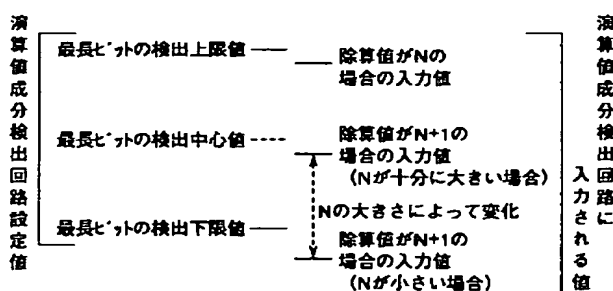 演算値成分検出回路設定値
最長ビットの検出上限値
除算値がNの
場合の入力値
最長ビットの検出中心値
除算値がN+1の
場合の入力値
(Nが十分に大きい場合)
Nの大きさによって変化
最長ビットの検出下限値
除算値がN+1の
場合の入力値
(Nが小さい場合)
演算値成分検出回路に
入力される値